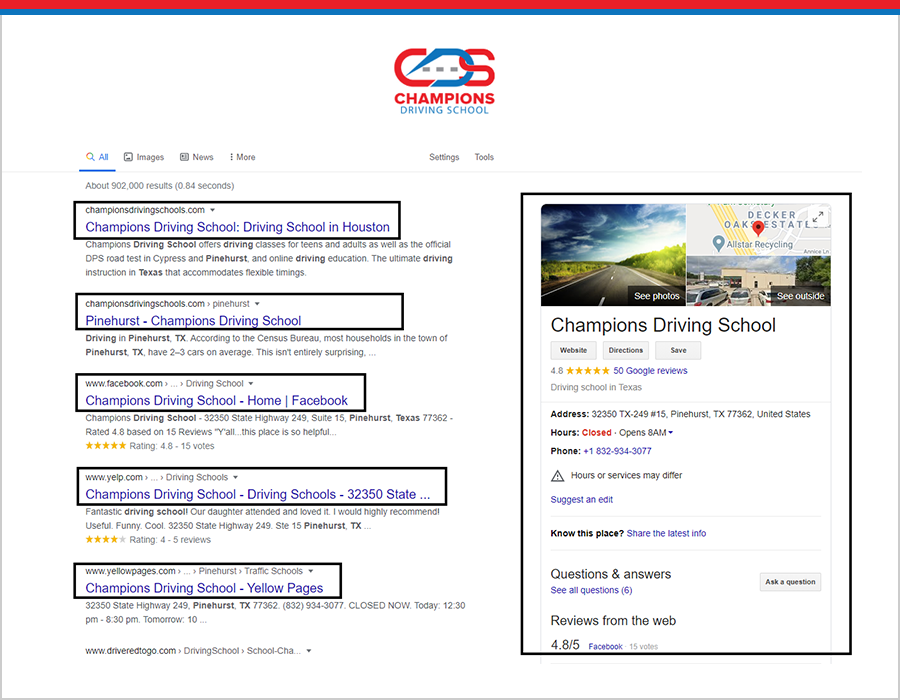 CDS
CHAMPIONS
DRIVING SCHOOL
All Images News More Settings Tools
About 902,000 results (0.84 seconds)
championsdrivingschools.com
Champions Driving School: Driving School in Houston
Champions Driving School offers driving classes for teens and adults as well as the official
DPS road test in Cypress and Pinehurst, and online driving education. The ultimate driving
instruction in Texas that accommodates flexible timings.
championsdrivingschools.com › pinehurst
Pinehurst - Champions Driving School
Driving in Pinehurst, TX. According to the Census Bureau, most households in the town of
Pinehurst, TX, have 2–3 cars on average. This isn't entirely surprising, ...
www.facebook.com › ... › Driving School
Champions Driving School - Home | Facebook
Champions Driving School - 32350 State Highway 249, Suite 15, Pinehurst, Texas 77362 -
Rated 4.8 based on 15 Reviews "Y'all...this place is so helpful...
★★★★★ Rating: 4.8 - 15 votes
www.yelp.com › ... › Driving Schools
Champions Driving School - Driving Schools - 32350 State ...
Fantastic driving school! Our daughter attended and loved it. I would highly recommend!
Useful. Funny. Cool. 32350 State Highway 249. Ste 15 Pinehurst, TX ...
★★★★★ Rating: 4 - 5 reviews
www.yellowpages.com › ... › Pinehurst › Traffic Schools
Champions Driving School - Yellow Pages
32350 State Highway 249, Pinehurst, TX 77362. (832) 934-3077. CLOSED NOW. Today: 12:30
pm - 8:30 pm. Tomorrow: 10 ...
www.driveredtogo.com › DrivingSchool › School-Cha...
DECKER
OAKS ESTATE
Allstar Recycling
Annice Ln
See photos
See outside
Champions Driving School
Website Directions Save
4.8 ★★★★★ 50 Google reviews
Driving school in Texas
Address: 32350 TX-249 #15, Pinehurst, TX 77362, United States
Hours: Closed · Opens 8AM
Phone: +1 832-934-3077
Hours or services may differ
Suggest an edit
Know this place? Share the latest info
Questions & answers
See all questions (6)
Ask a question
Reviews from the web
4.8/5 Facebook · 15 votes